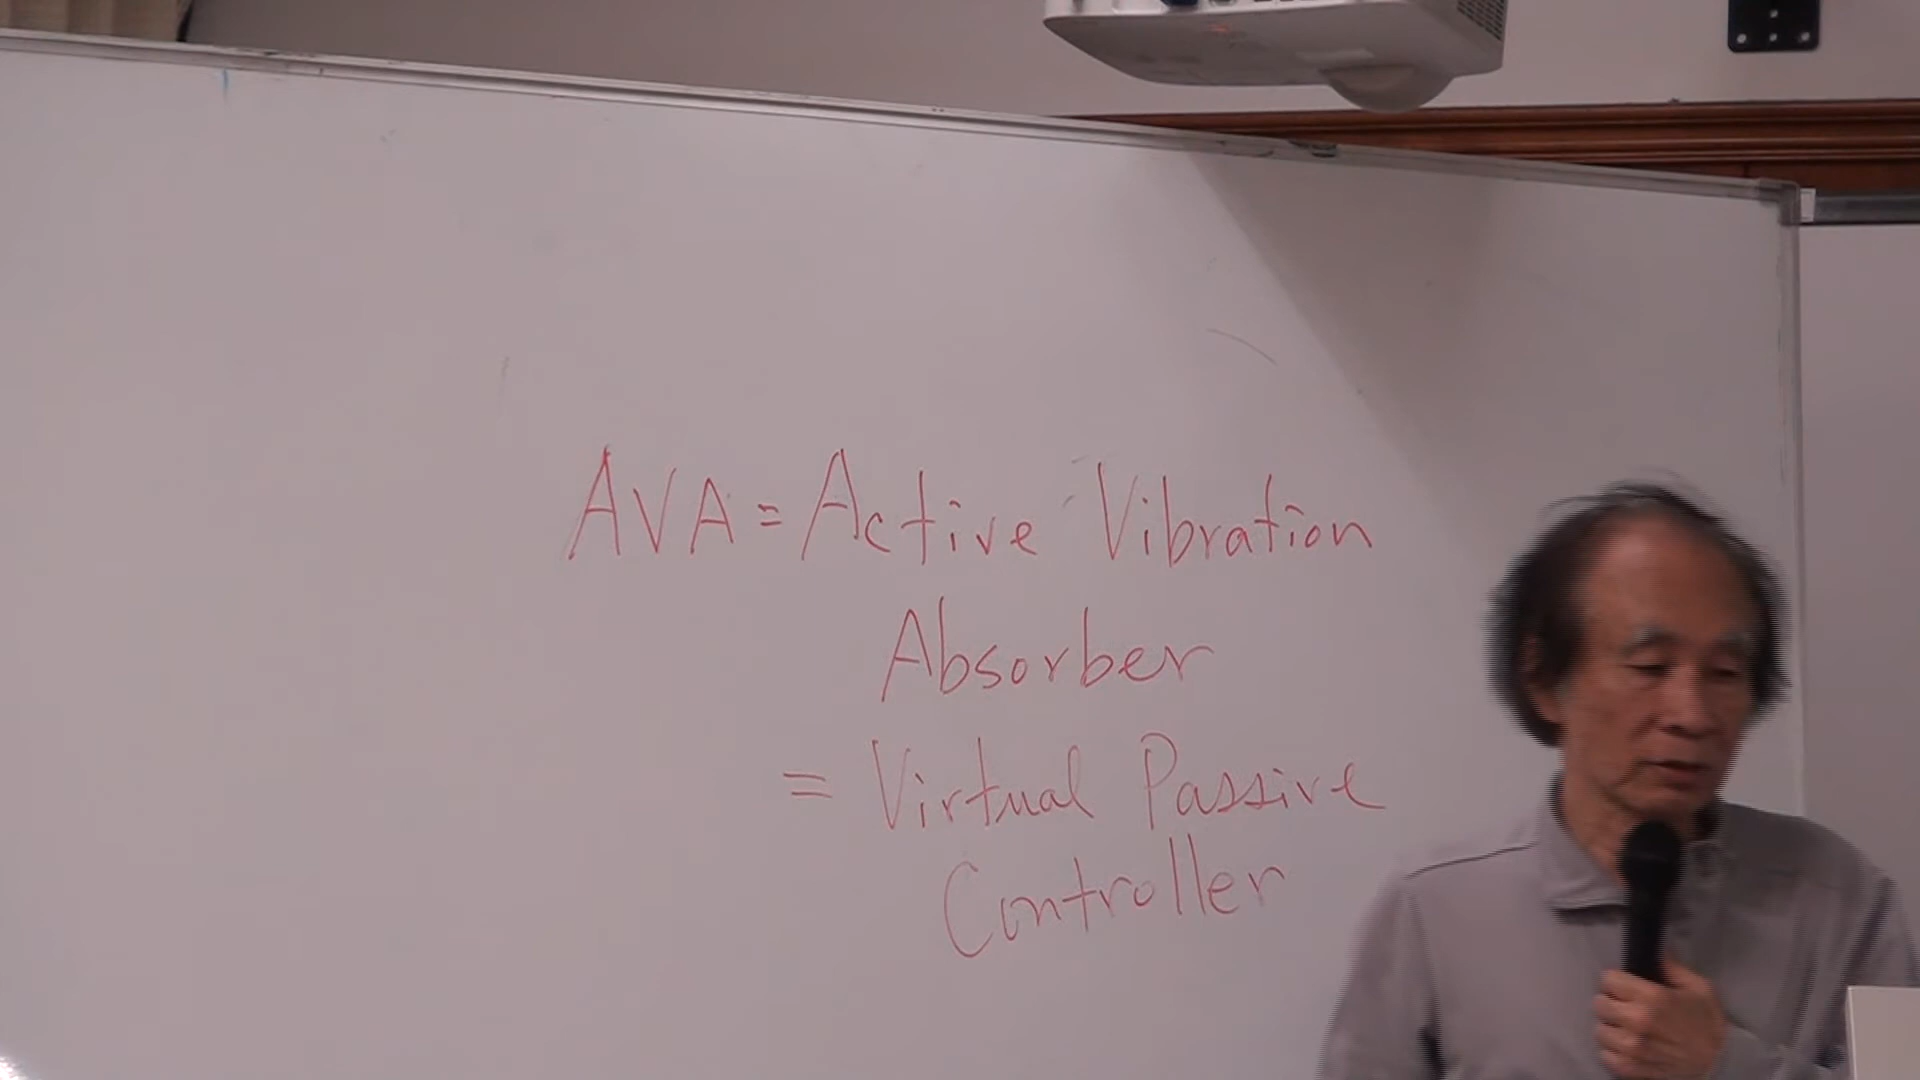 AVA = Active Vibration
Absorber
= Virtual Passive
Controller